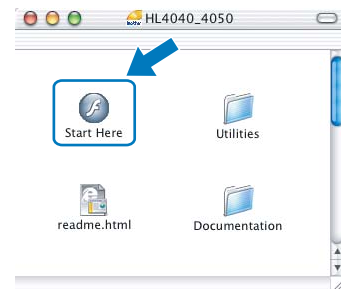 HL4040_4050
Start Here
Utilities
readme.html
Documentation